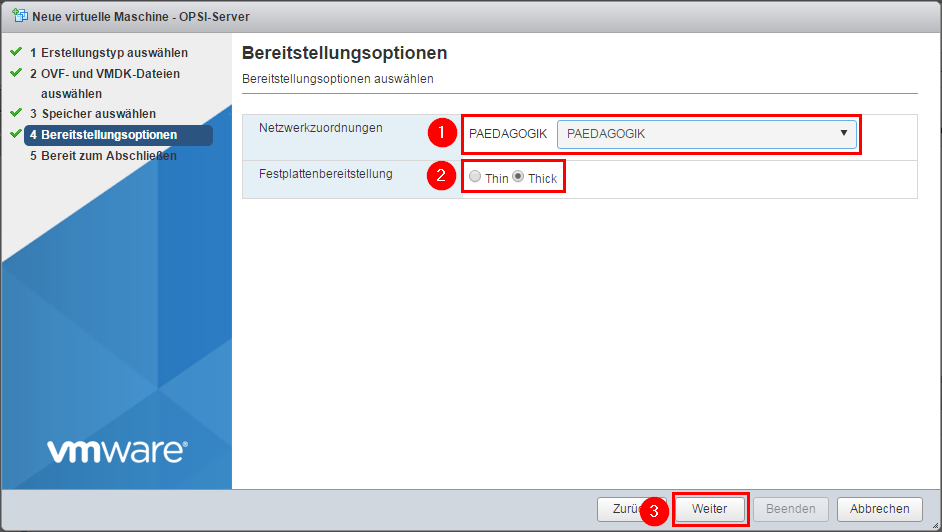 Neue virtuelle Maschine - OPSI-Server
1 Erstellungstyp auswählen
2 OVF- und VMDK-Dateien
auswählen
3 Speicher auswählen
4 Bereitstellungsoptionen
5 Bereit zum Abschließen
vmware®
Bereitstellungsoptionen
Bereitstellungsoptionen auswählen
Netzwerkzuordnungen 1 PAEDAGOGIK PAEDAGOGIK
Festplattenbereitstellung 2 Thin Thick
3 Weiter Beenden Abbrechen